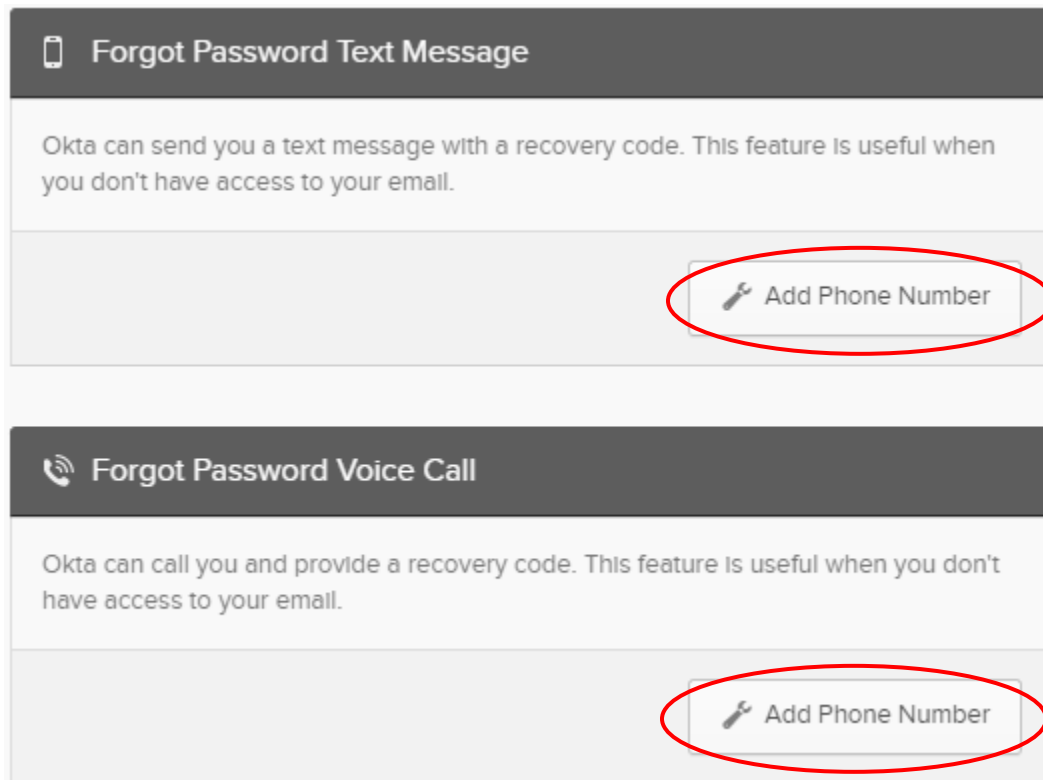 Forgot Password Text Message
Okta can send you a text message with a recovery code. This feature is useful when
you don't have access to your email.
Add Phone Number
Forgot Password Voice Call
Okta can call you and provide a recovery code. This feature is useful when you don't
have access to your email.
Add Phone Number